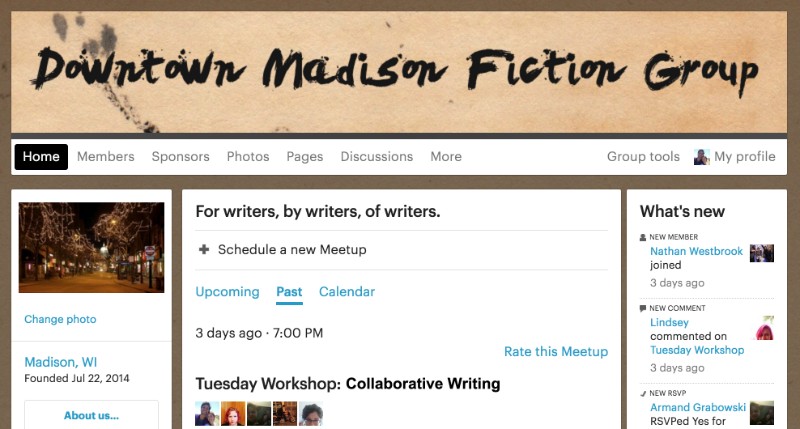 Downtown Madison Fiction Group
Home Members Sponsors Photos Pages Discussions More Group tools My profile
Change photo
Madison, WI
Founded Jul 22, 2014
About us...
For writers, by writers, of writers.
Schedule a new Meetup
Upcoming Past Calendar
3 days ago · 7:00 PM
Rate this Meetup
Tuesday Workshop: Collaborative Writing
What's new
NEW MEMBER
Nathan Westbrook
joined
3 days ago
NEW COMMENT
Lindsey
commented on
Tuesday Workshop
3 days ago
NEW RSVP
Armand Grabowski
RSVPed Yes for